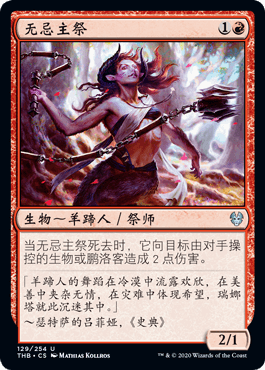 无忌主祭 1
生物~羊蹄人 / 祭师
当无忌主祭死去时，它向目标由对手操
控的生物或鹏洛客造成 2 点伤害。
「羊蹄人的舞蹈在冷漠中流露欢欣，在美
善中夹杂无情，在灾难中体现希望，瑞娜
塔就此沉迷其中。」
～瑟特萨的吕菲娅，《史典》
2/1
129/254 U
THB • CS MATHIAS KOLLROS
™ & © 2020 Wizards of the Coast